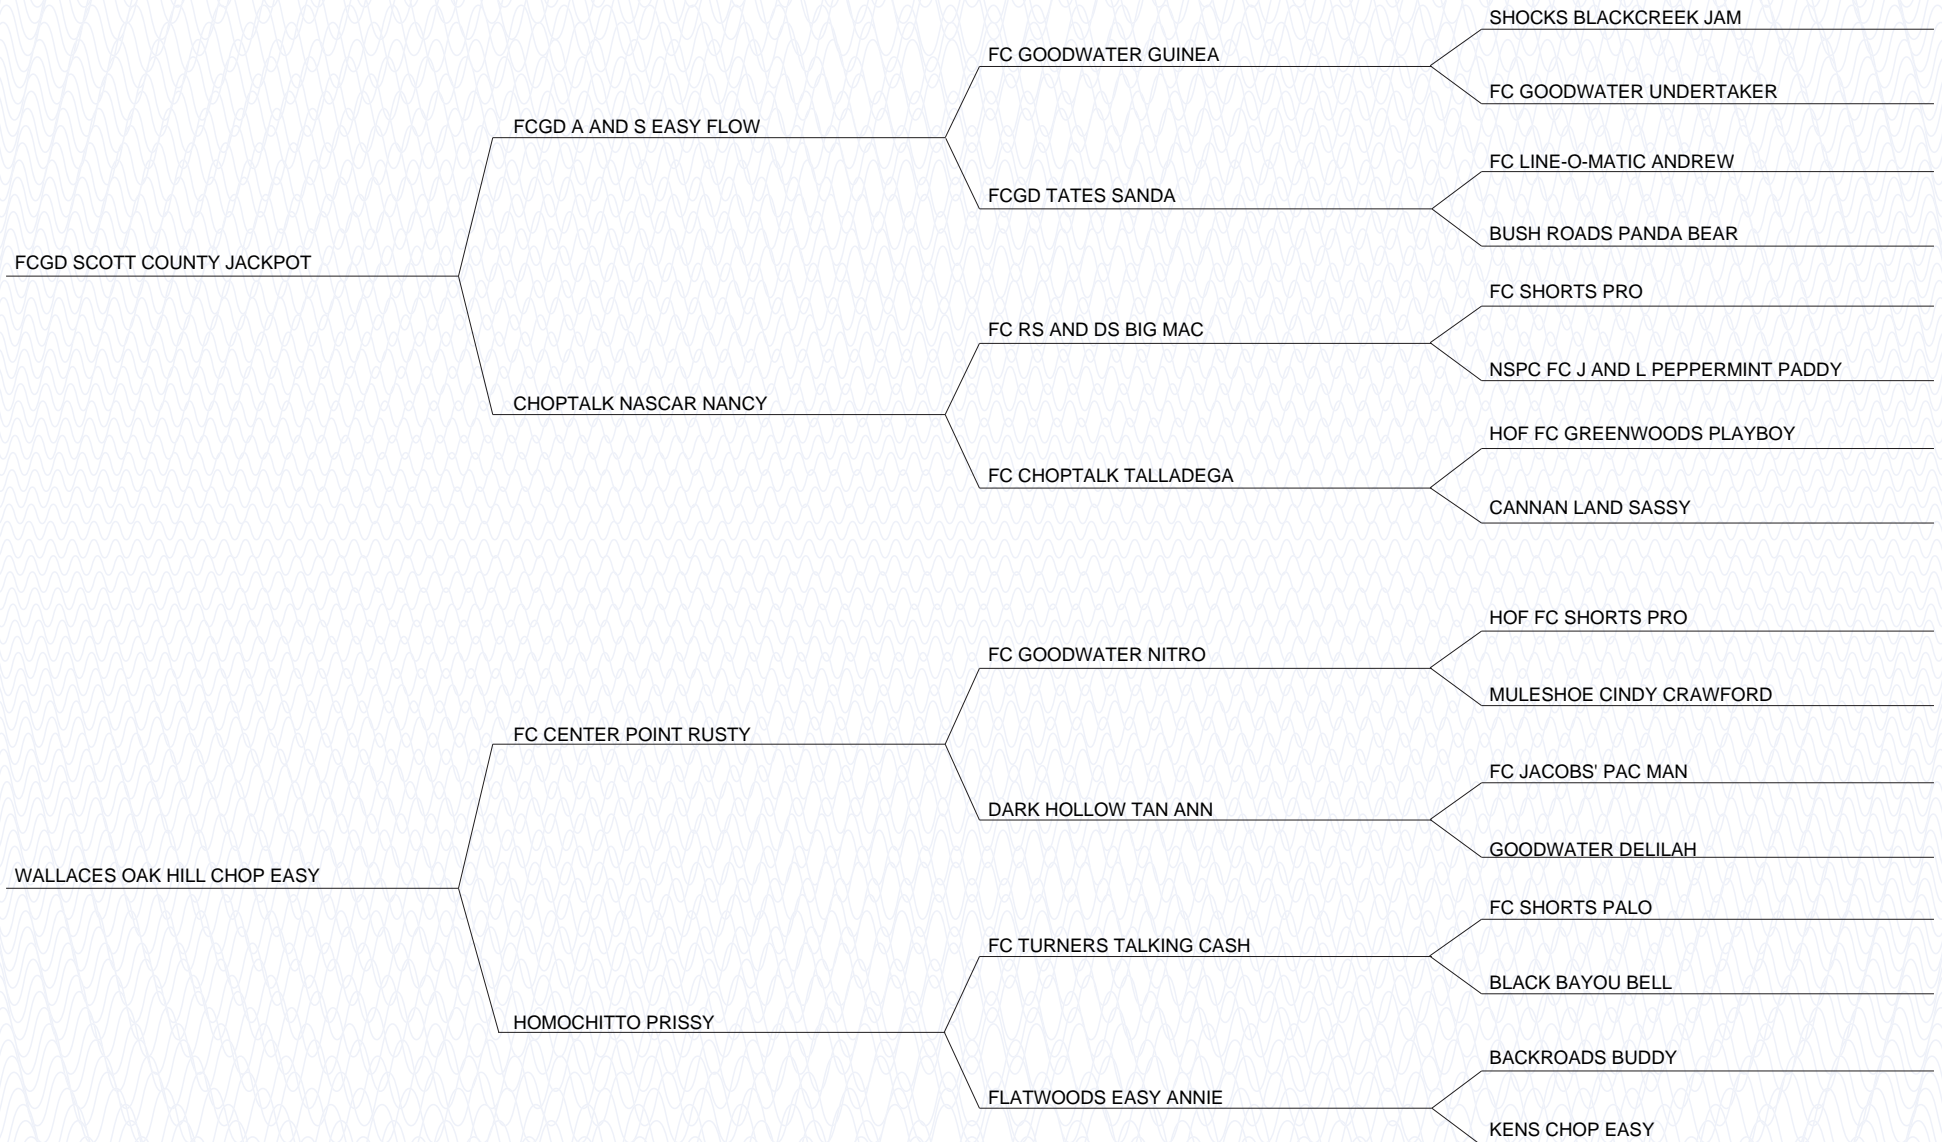 SHOCKS BLACKCREEK JAM
FC GOODWATER GUINEA
FC GOODWATER UNDERTAKER
FCGD A AND S EASY FLOW
FC LINE-O-MATIC ANDREW
FCGD TATES SANDA
BUSH ROADS PANDA BEAR
FCGD SCOTT COUNTY JACKPOT
FC SHORTS PRO
FC RS AND DS BIG MAC
NSPC FC J AND L PEPPERMINT PADDY
CHOPTALK NASCAR NANCY
HOF FC GREENWOODS PLAYBOY
FC CHOPTALK TALLADEGA
CANNAN LAND SASSY
HOF FC SHORTS PRO
FC GOODWATER NITRO
MULESHOE CINDY CRAWFORD
FC CENTER POINT RUSTY
FC JACOBS' PAC MAN
DARK HOLLOW TAN ANN
GOODWATER DELILAH
WALLACES OAK HILL CHOP EASY
FC SHORTS PALO
FC TURNERS TALKING CASH
BLACK BAYOU BELL
HOMOCHITTO PRISSY
BACKROADS BUDDY
FLATWOODS EASY ANNIE
KENS CHOP EASY